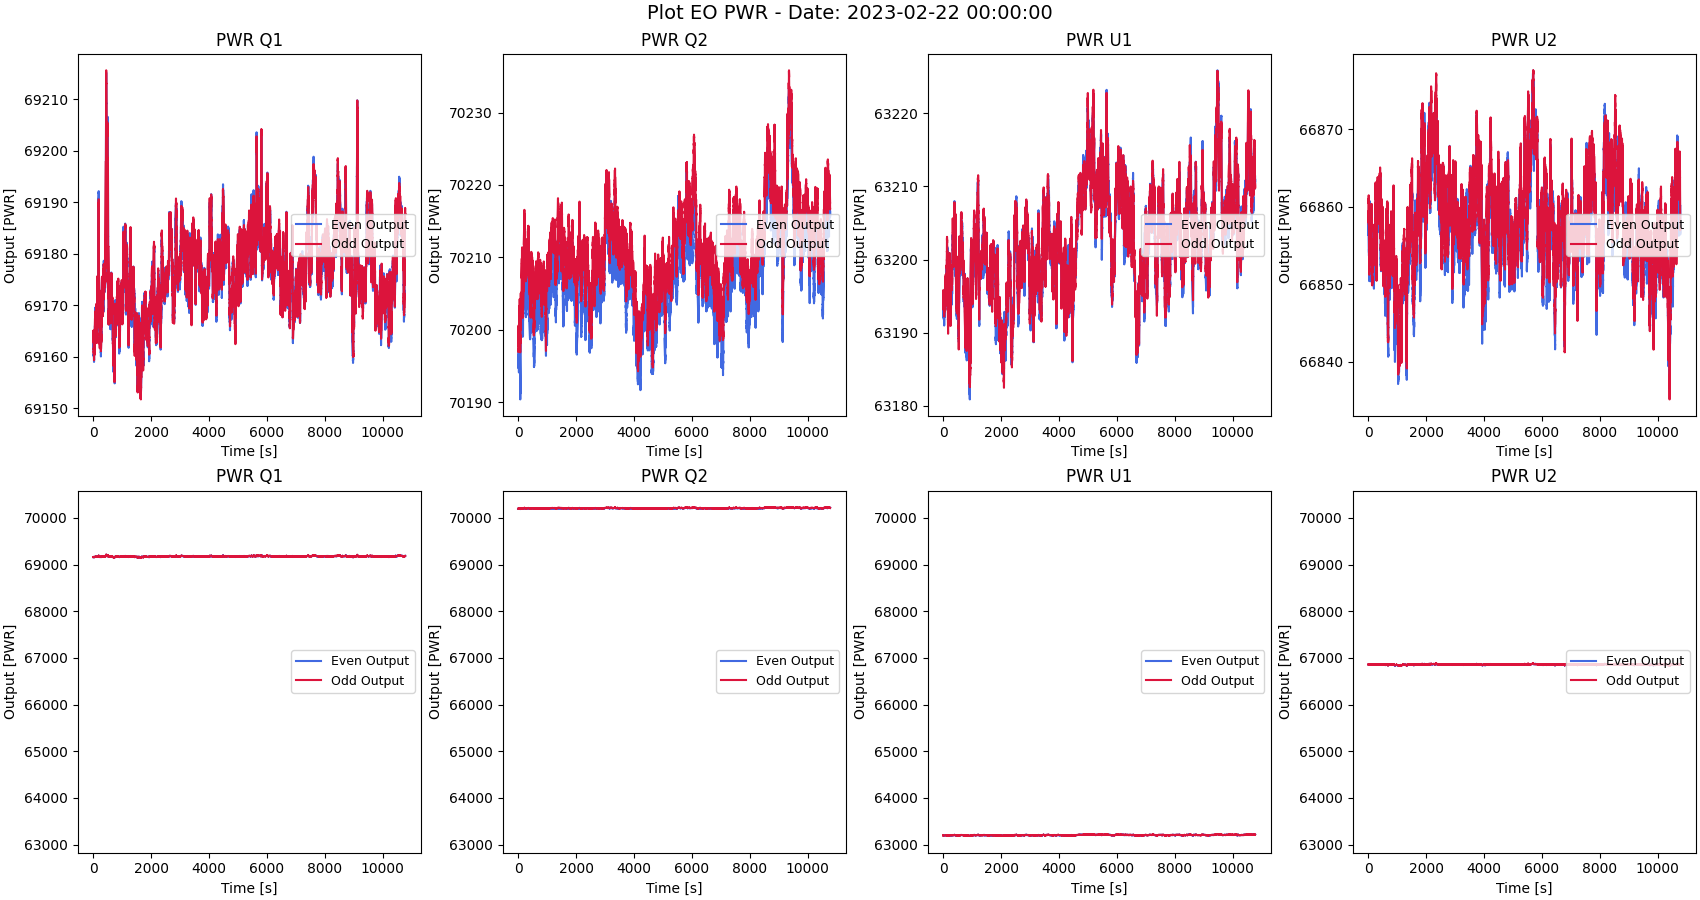 Plot EO PWR - Date: 2023-02-22 00:00:00
PWR Q1
Output [PWR]
69210
69200
69190
69180
69170
69160
69150
0 2000 4000 6000 8000 10000
Time [s]
Even Output
Odd Output
PWR Q2
Output [PWR]
70230
70220
70210
70200
70190
0 2000 4000 6000 8000 10000
Time [s]
Even Output
Odd Output
PWR U1
Output [PWR]
63220
63210
63200
63190
63180
0 2000 4000 6000 8000 10000
Time [s]
Even Output
Odd Output
PWR U2
Output [PWR]
66870
66860
66850
66840
0 2000 4000 6000 8000 10000
Time [s]
Even Output
Odd Output
PWR Q1
Output [PWR]
70000
69000
68000
67000
66000
65000
64000
63000
0 2000 4000 6000 8000 10000
Time [s]
Even Output
Odd Output
PWR Q2
Output [PWR]
70000
69000
68000
67000
66000
65000
64000
63000
0 2000 4000 6000 8000 10000
Time [s]
Even Output
Odd Output
PWR U1
Output [PWR]
70000
69000
68000
67000
66000
65000
64000
63000
0 2000 4000 6000 8000 10000
Time [s]
Even Output
Odd Output
PWR U2
Output [PWR]
70000
69000
68000
67000
66000
65000
64000
63000
0 2000 4000 6000 8000 10000
Time [s]
Even Output
Odd Output